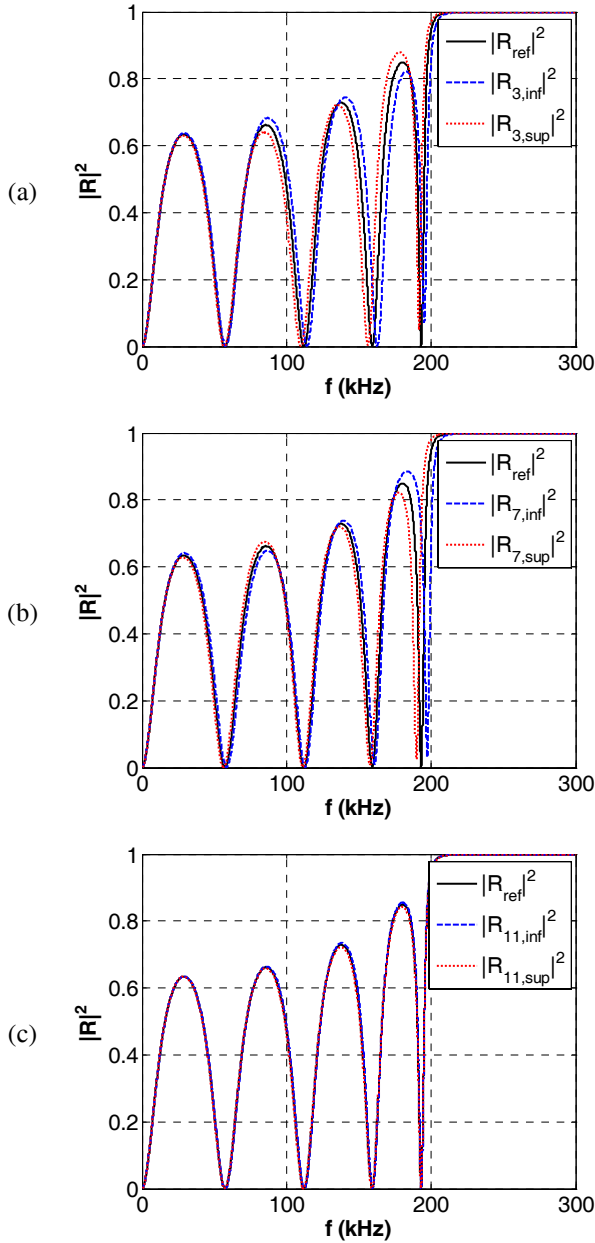 (a)
1
0.8
0.6
0.4
0.2
0
|R|²
|R_ref|²
|R_3,inf|²
|R_3,sup|²
0 100 200 300
f (kHz)
(b)
1
0.8
0.6
0.4
0.2
0
|R|²
|R_ref|²
|R_7,inf|²
|R_7,sup|²
0 100 200 300
f (kHz)
(c)
1
0.8
0.6
0.4
0.2
0
|R|²
|R_ref|²
|R_11,inf|²
|R_11,sup|²
0 100 200 300
f (kHz)